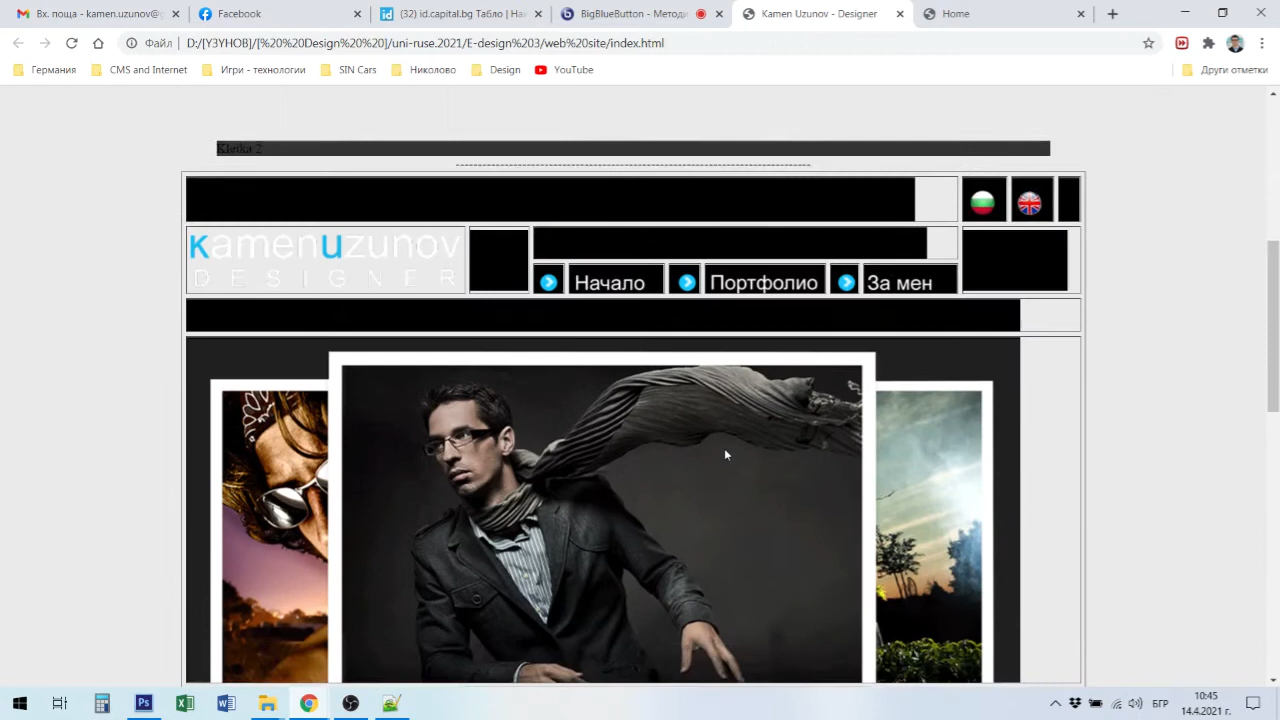 Вх. поща - kamen.uzunov@g
Facebook
(32) id.capital.bg Табло | На
BigBlueButton - Методи
Kamen Uzunov - Designer
Home
Файл
D:/[Y3YHOB]/[%20%20Design%20%20]/uni-ruse.2021/E-design%203/web%20site/index.html
Германия
CMS and Internet
Игри - технологии
SIN Cars
Николово
Design
YouTube
Други отметки
Kletka 2
kamenuzunov
DESIGNER
Начало
Портфолио
За мен
БГР
10:45
14.4.2021 г.